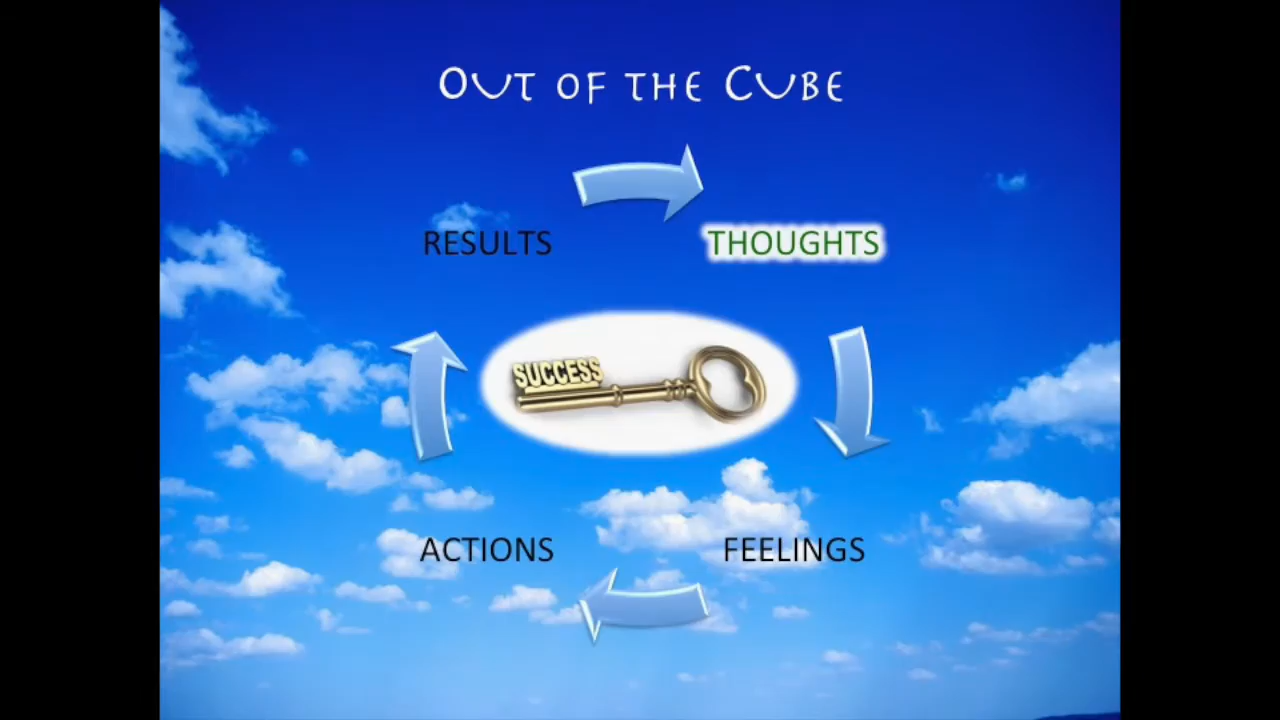 OUT OF THE CUBE
RESULTS
THOUGHTS
SUCCESS
ACTIONS
FEELINGS